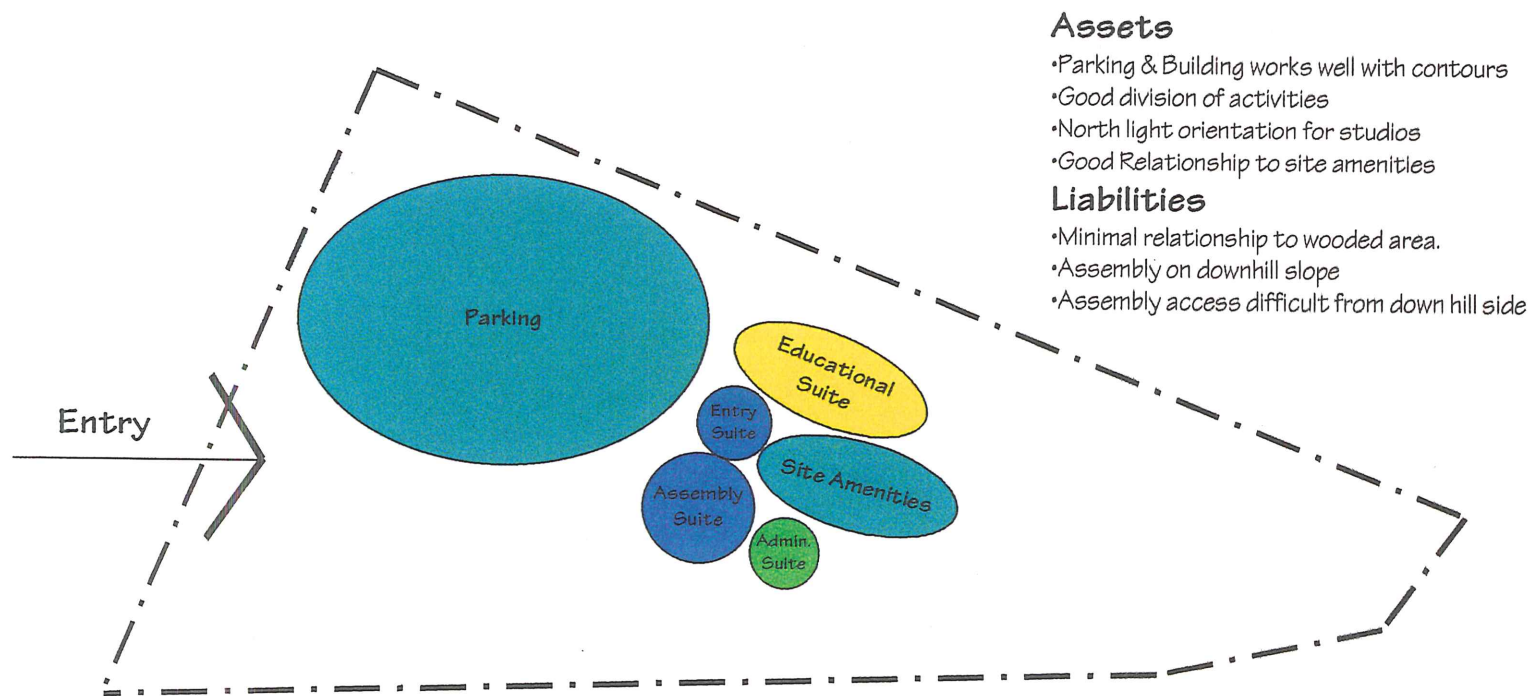 Assets
•Parking & Building works well with contours
•Good division of activities
•North light orientation for studios
•Good Relationship to site amenities
Liabilities
•Minimal relationship to wooded area.
•Assembly on downhill slope
•Assembly access difficult from down hill side
Parking
Educational
Suite
Entry
Entry
Suite
Site Amenities
Assembly
Suite
Admin.
Suite